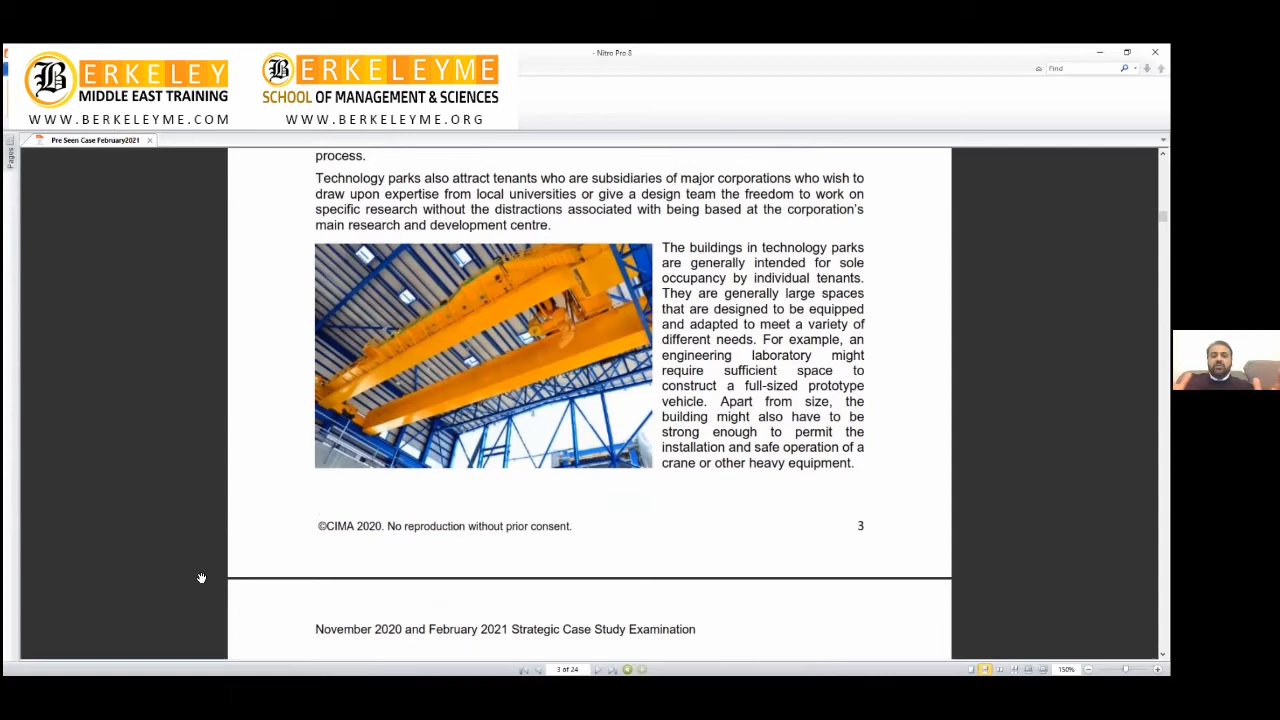 - Nitro Pro 8
BERKELEY
MIDDLE EAST TRAINING
WWW.BERKELEYME.COM
BERKELEYME
SCHOOL OF MANAGEMENT & SCIENCES
WWW.BERKELEYME.ORG
Find
Pre Seen Case February2021
Pages
process.
Technology parks also attract tenants who are subsidiaries of major corporations who wish to
draw upon expertise from local universities or give a design team the freedom to work on
specific research without the distractions associated with being based at the corporation's
main research and development centre.
The buildings in technology parks
are generally intended for sole
occupancy by individual tenants.
They are generally large spaces
that are designed to be equipped
and adapted to meet a variety of
different needs. For example, an
engineering laboratory might
require sufficient space to
construct a full-sized prototype
vehicle. Apart from size, the
building might also have to be
strong enough to permit the
installation and safe operation of a
crane or other heavy equipment.
©CIMA 2020. No reproduction without prior consent.
3
November 2020 and February 2021 Strategic Case Study Examination
3 of 24
150%